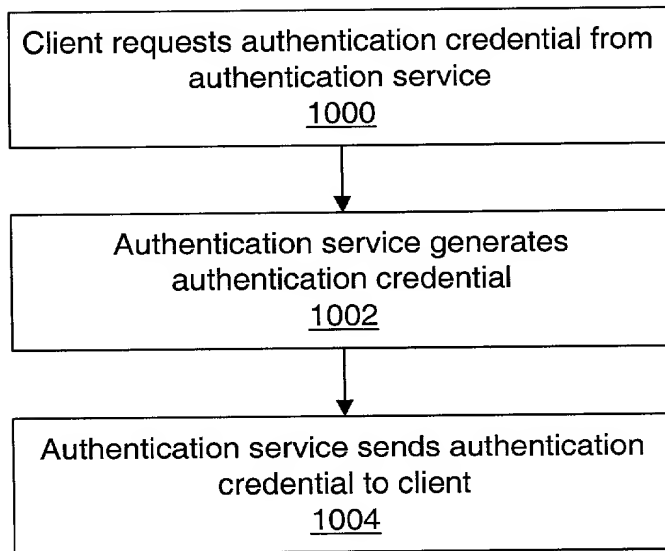 Client requests authentication credential from
authentication service
1000
Authentication service generates
authentication credential
1002
Authentication service sends authentication
credential to client
1004